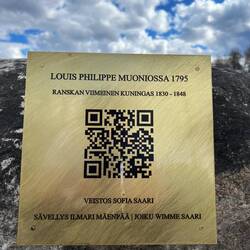 LOUIS PHILIPPE MUONIOSSA 1795
RANSKAN VIIMEINEN KUNINGAS 1830 - 1848
VEISTOS SOFIA SAARI
SÄVELLYS ILMARI MÄENPÄÄ | JOIKU WIMME SAARI